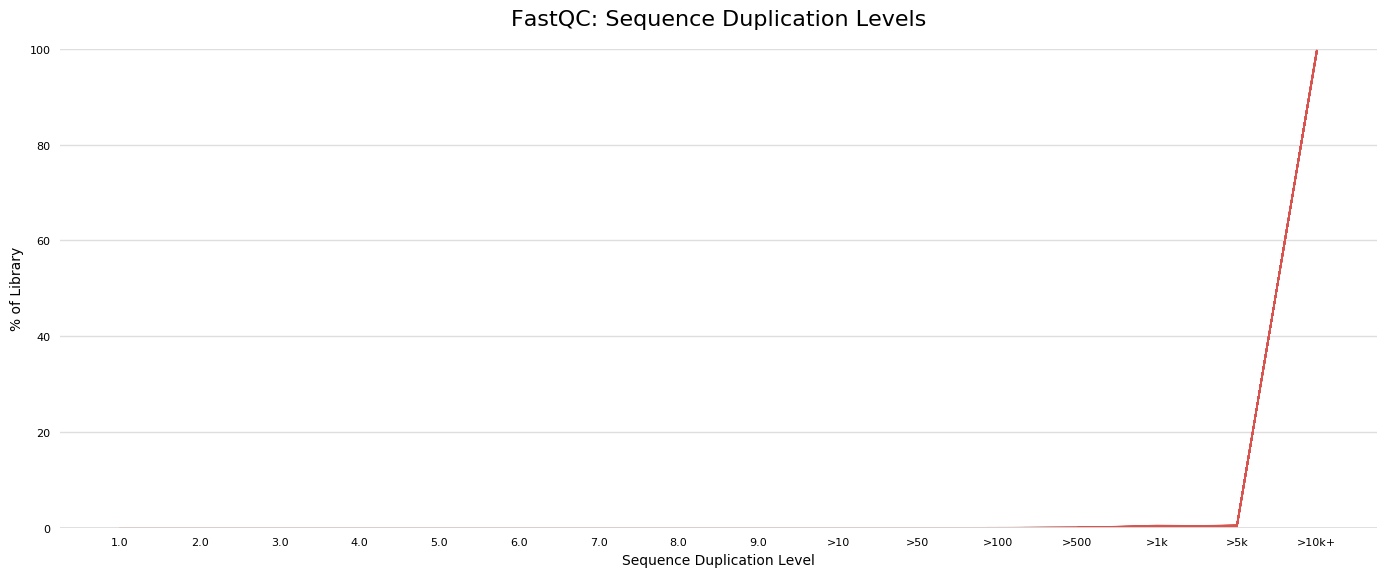 FastQC: Sequence Duplication Levels
% of Library
100
80
60
40
20
0
1.0 2.0 3.0 4.0 5.0 6.0 7.0 8.0 9.0 >10 >50 >100 >500 >1k >5k >10k+
Sequence Duplication Level